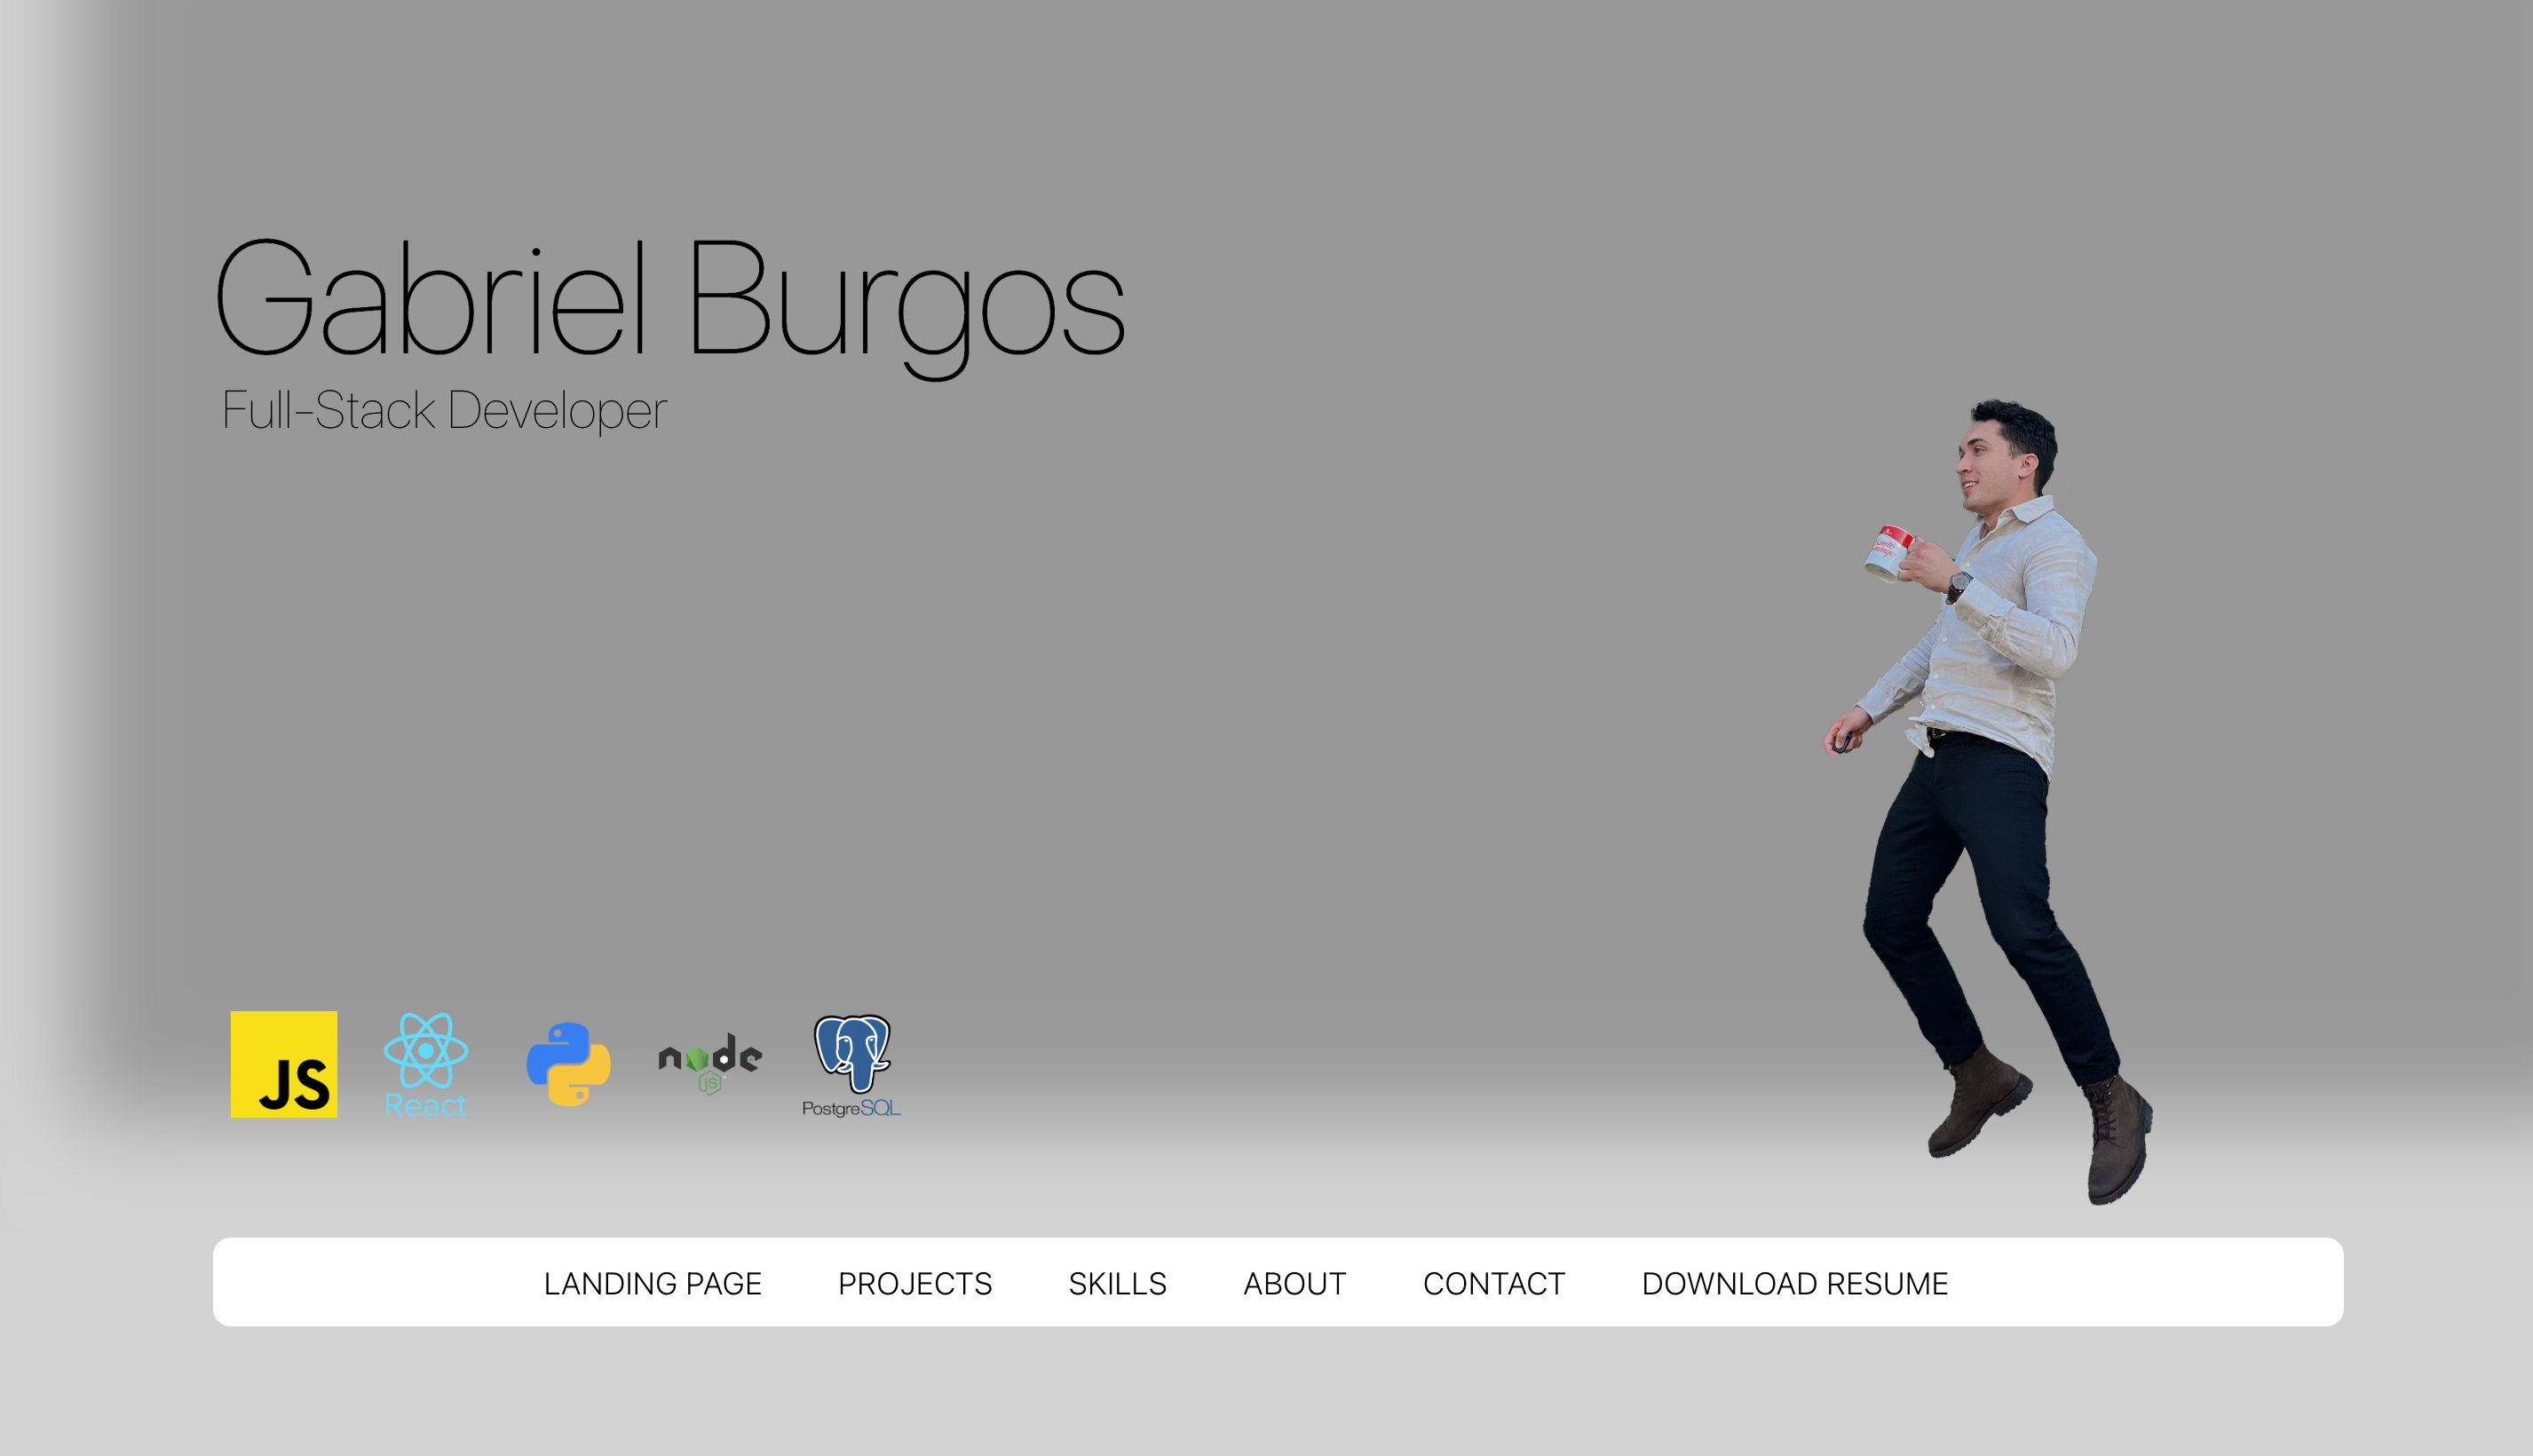 Gabriel Burgos
Full-Stack Developer
JS
React
node
JS
PostgreSQL
LANDING PAGE PROJECTS SKILLS ABOUT CONTACT DOWNLOAD RESUME